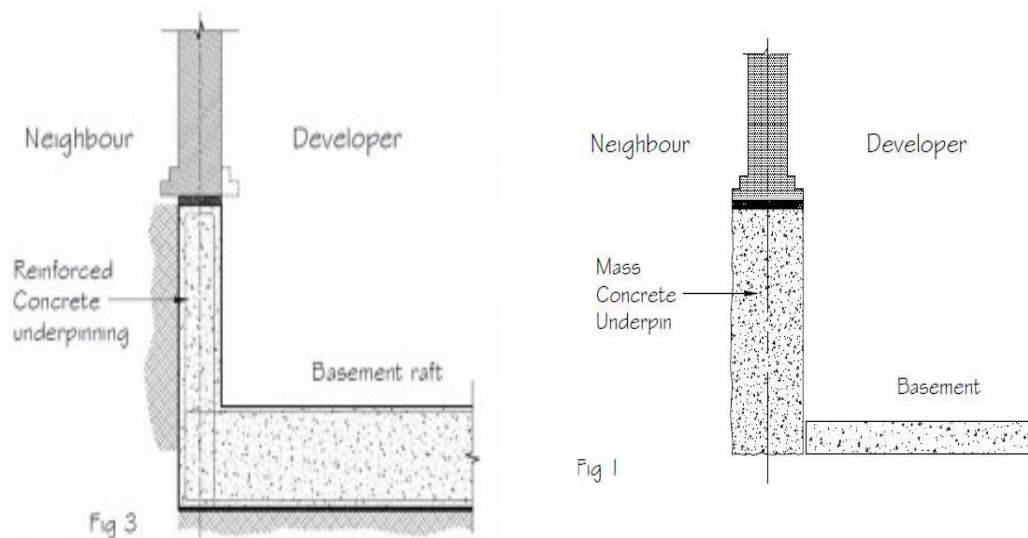 Neighbour
Developer
Reinforced
Concrete
underpinning
Basement raft
Fig 3
Neighbour
Developer
Mass
Concrete
Underpin
Basement
Fig 1